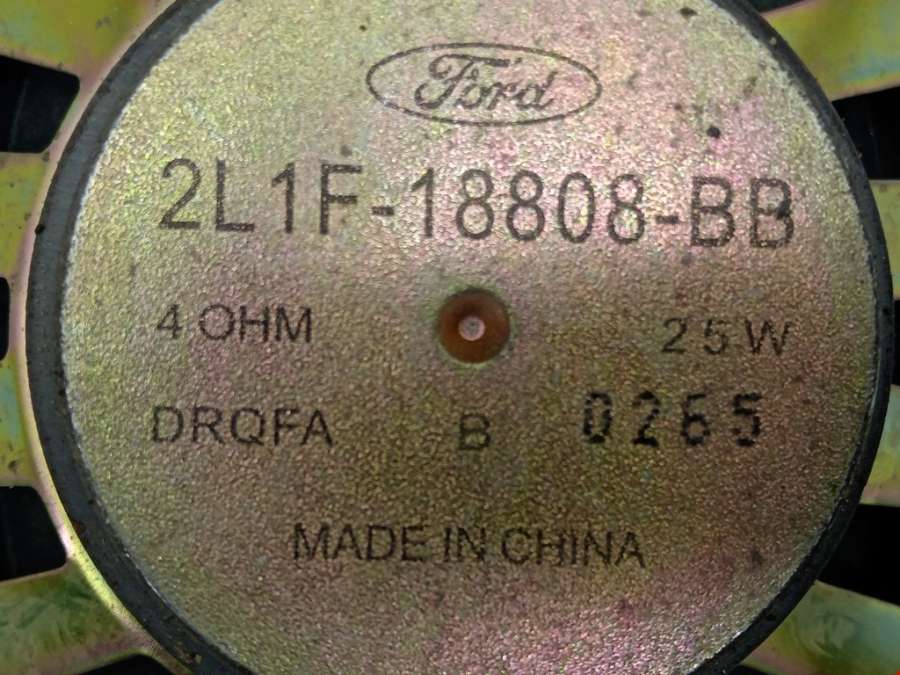 Ford
2L1F-18808-BB
4 OHM 25W
DRQFA B 0265
MADE IN CHINA